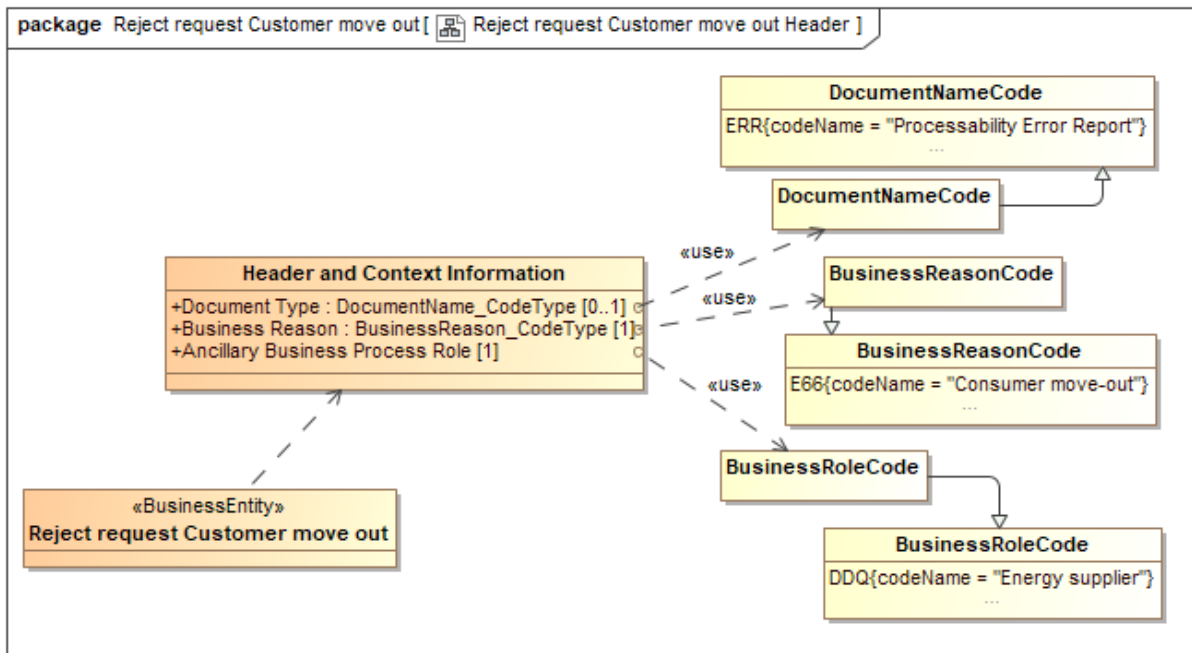 package Reject request Customer move out [ Reject request Customer move out Header ]
DocumentNameCode
ERR{codeName = "Processability Error Report"}
...
DocumentNameCode
«use»
Header and Context Information
+Document Type : DocumentName_CodeType [0..1]
+Business Reason : BusinessReason_CodeType [1]
+Ancillary Business Process Role [1]
«use»
BusinessReasonCode
BusinessReasonCode
E66{codeName = "Consumer move-out"}
...
«use»
BusinessRoleCode
«BusinessEntity»
Reject request Customer move out
BusinessRoleCode
DDQ{codeName = "Energy supplier"}
...